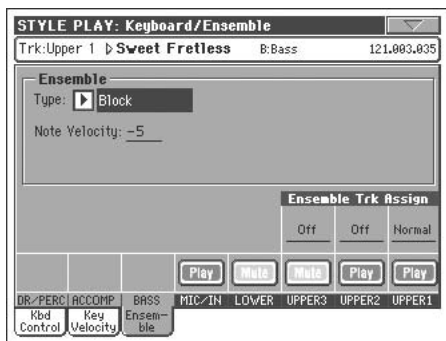 STYLE PLAY: Keyboard/Ensemble
Trk:Upper 1 Sweet Fretless B:Bass 121.003.035
Ensemble
Type: Block
Note Velocity: -5
Ensemble Trk Assign
Off Off Normal
Play Mute Mute Play Play
DR/PERC ACCOMP BASS MIC/IN LOWER UPPER3 UPPER2 UPPER1
Kbd Key Ensem-
Control Velocity ble